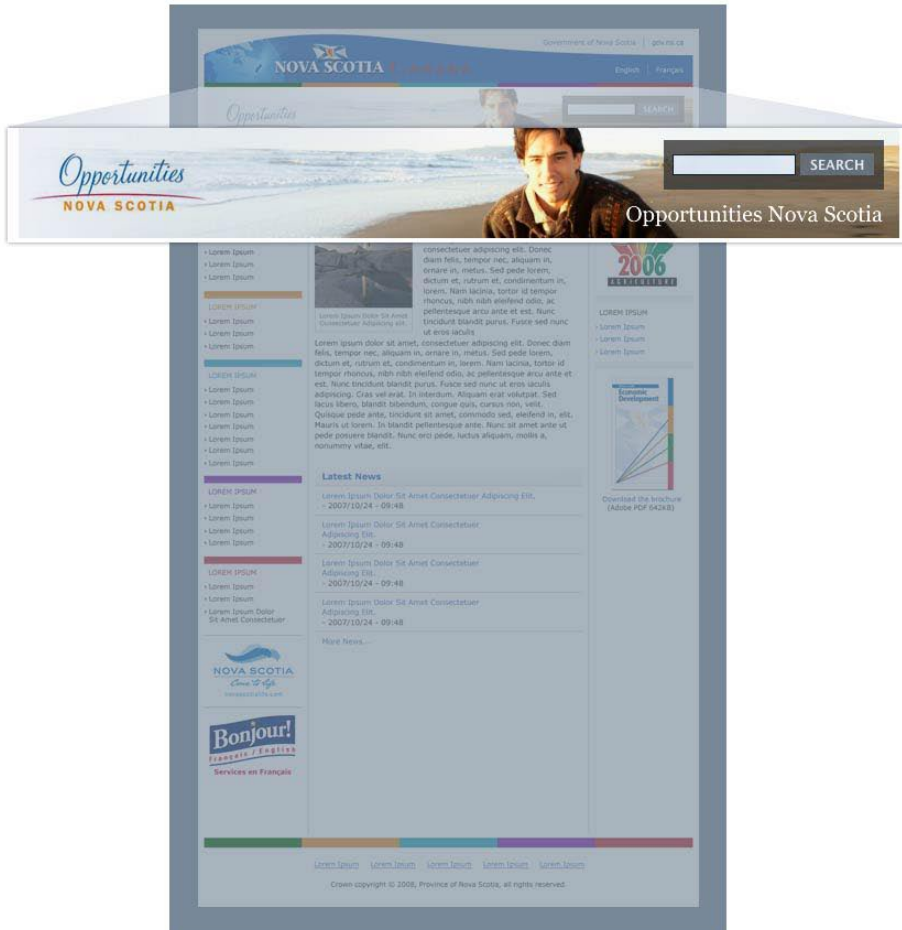 Government of Nova Scotia | gov.ns.ca
NOVA SCOTIA CANADA
English | Français
Opportunities
SEARCH
Opportunities
NOVA SCOTIA
SEARCH
Opportunities Nova Scotia
› Lorem Ipsum
› Lorem Ipsum
› Lorem Ipsum
LOREM IPSUM
› Lorem Ipsum
› Lorem Ipsum
› Lorem Ipsum
LOREM IPSUM
› Lorem Ipsum
› Lorem Ipsum
› Lorem Ipsum
› Lorem Ipsum
› Lorem Ipsum
› Lorem Ipsum
› Lorem Ipsum
LOREM IPSUM
› Lorem Ipsum
› Lorem Ipsum
› Lorem Ipsum
› Lorem Ipsum
LOREM IPSUM
› Lorem Ipsum
› Lorem Ipsum
› Lorem Ipsum Dolor
Sit Amet Consectetuer
NOVA SCOTIA
Come to life
novascotialife.com
Bonjour!
Français / English
Services en Français
Lorem Ipsum Dolor Sit Amet
Consectetuer Adipiscing elit.
consectetuer adipiscing elit. Donec
diam felis, tempor nec, aliquam in,
ornare in, metus. Sed pede lorem,
dictum et, rutrum et, condimentum in,
lorem. Nam lacinia, tortor id tempor
rhoncus, nibh nibh eleifend odio, ac
pellentesque arcu ante et est. Nunc
tincidunt blandit purus. Fusce sed nunc
ut eros iaculis
Lorem ipsum dolor sit amet, consectetuer adipiscing elit. Donec diam
felis, tempor nec, aliquam in, ornare in, metus. Sed pede lorem,
dictum et, rutrum et, condimentum in, lorem. Nam lacinia, tortor id
tempor rhoncus, nibh nibh eleifend odio, ac pellentesque arcu ante et
est. Nunc tincidunt blandit purus. Fusce sed nunc ut eros iaculis
adipiscing. Cras vel erat. In interdum. Aliquam erat volutpat. Sed
lacus libero, blandit bibendum, congue quis, cursus non, velit.
Quisque pede ante, tincidunt sit amet, commodo sed, eleifend in, elit.
Mauris ut lorem. In blandit pellentesque ante. Nunc sit amet ante ut
pede posuere blandit. Nunc orci pede, luctus aliquam, mollis a,
nonummy vitae, elit.
Latest News
Lorem Ipsum Dolor Sit Amet Consectetuer Adipiscing Elit.
- 2007/10/24 - 09:48
Lorem Ipsum Dolor Sit Amet Consectetuer
Adipiscing Elit.
- 2007/10/24 - 09:48
Lorem Ipsum Dolor Sit Amet Consectetuer
Adipiscing Elit.
- 2007/10/24 - 09:48
Lorem Ipsum Dolor Sit Amet Consectetuer
Adipiscing Elit.
- 2007/10/24 - 09:48
More News...
2006
AGRICULTURE
LOREM IPSUM
› Lorem Ipsum
› Lorem Ipsum
› Lorem Ipsum
Economic
Development
Download the brochure
(Adobe PDF 642KB)
Lorem Ipsum Lorem Ipsum Lorem Ipsum Lorem Ipsum Lorem Ipsum
Crown copyright © 2008, Province of Nova Scotia, all rights reserved.